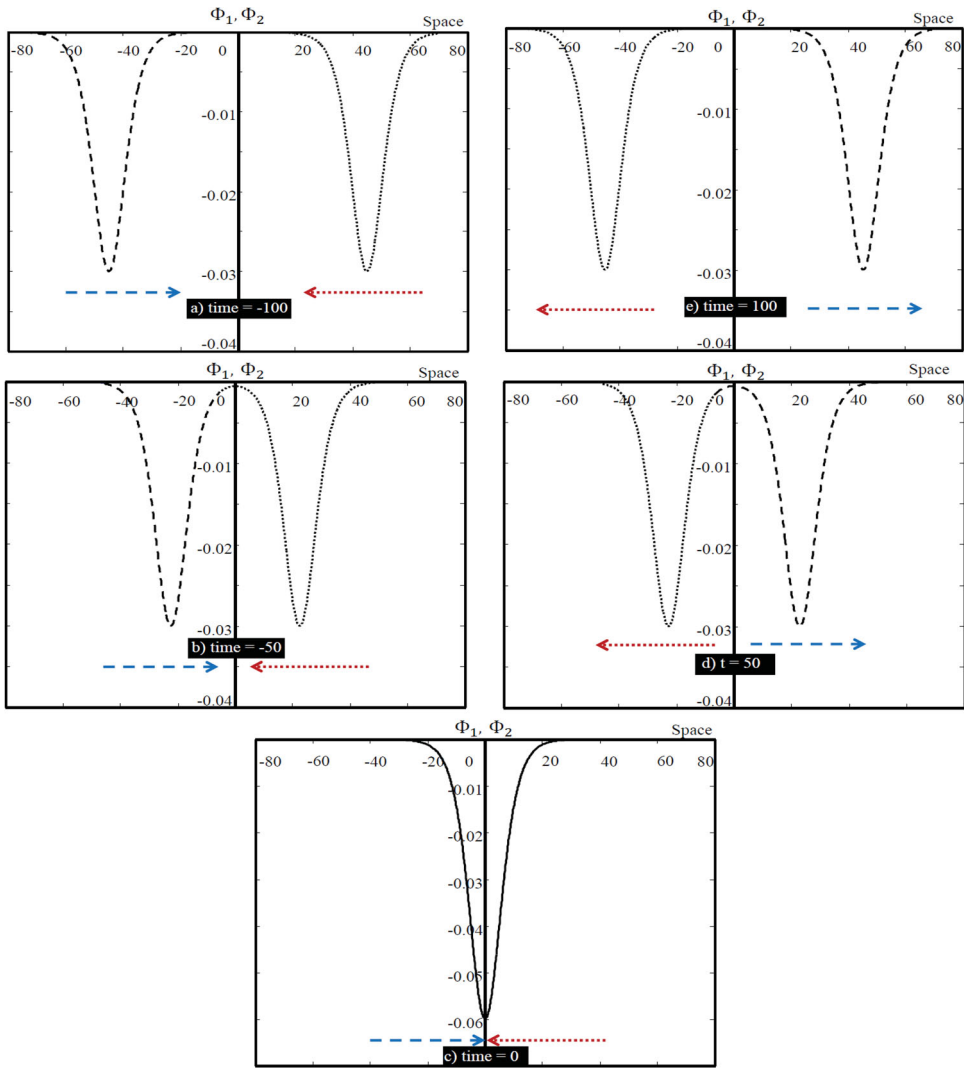 Φ1, Φ2
Space
-80 -60 -40 -20 0 20 40 60 80
-0.01
-0.02
-0.03
a) time = -100
-0.04
Φ1, Φ2
Space
-80 -60 -40 -20 0 20 40 60 80
-0.01
-0.02
-0.03
e) time = 100
-0.04
Φ1, Φ2
Space
-80 -60 -40 -20 0 20 40 60 80
-0.01
-0.02
-0.03
b) time = -50
-0.04
Φ1, Φ2
Space
-80 -60 -40 -20 0 20 40 60 80
-0.01
-0.02
-0.03
d) t = 50
-0.04
Φ1, Φ2
Space
-80 -60 -40 -20 0 20 40 60 80
-0.01
-0.02
-0.03
-0.04
-0.05
-0.06
c) time = 0